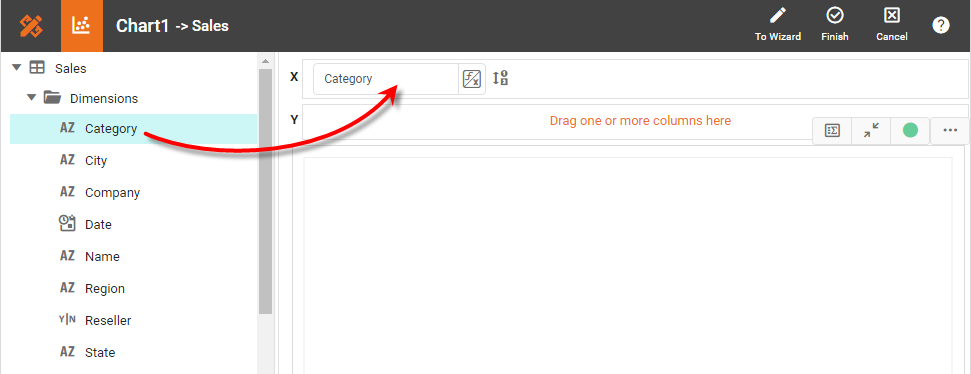 Chart1 -> Sales
To Wizard
Finish
Cancel
?
Sales
Dimensions
AZ Category
AZ City
AZ Company
Date
AZ Name
AZ Region
Y|N Reseller
AZ State
X Category
Y Drag one or more columns here